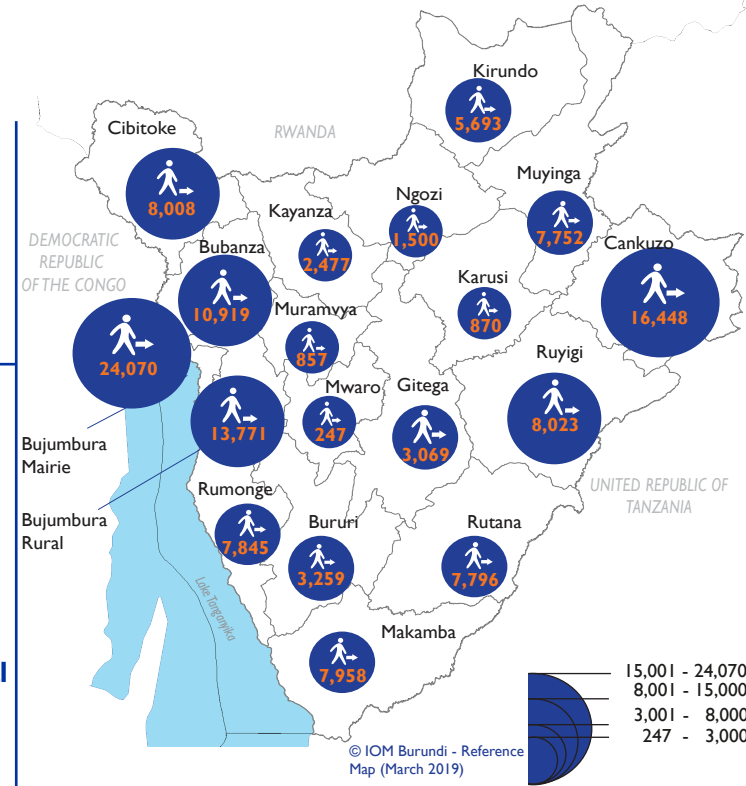 Kirundo
5,693
Cibitoke
8,008
RWANDA
Muyinga
7,752
Ngozi
1,500
Kayanza
2,477
DEMOCRATIC
REPUBLIC
OF THE CONGO
Bubanza
10,919
Cankuzo
16,448
Karusi
870
Muramvya
857
24,070
Ruyigi
8,023
Mwaro
247
Gitega
3,069
13,771
Bujumbura
Mairie
UNITED REPUBLIC OF
TANZANIA
Bujumbura
Rural
Rumonge
7,845
Bururi
3,259
Rutana
7,796
Lake Tanganyika
Makamba
7,958
15,001 - 24,070
8,001 - 15,000
3,001 - 8,000
247 - 3,000
© IOM Burundi - Reference
Map (March 2019)